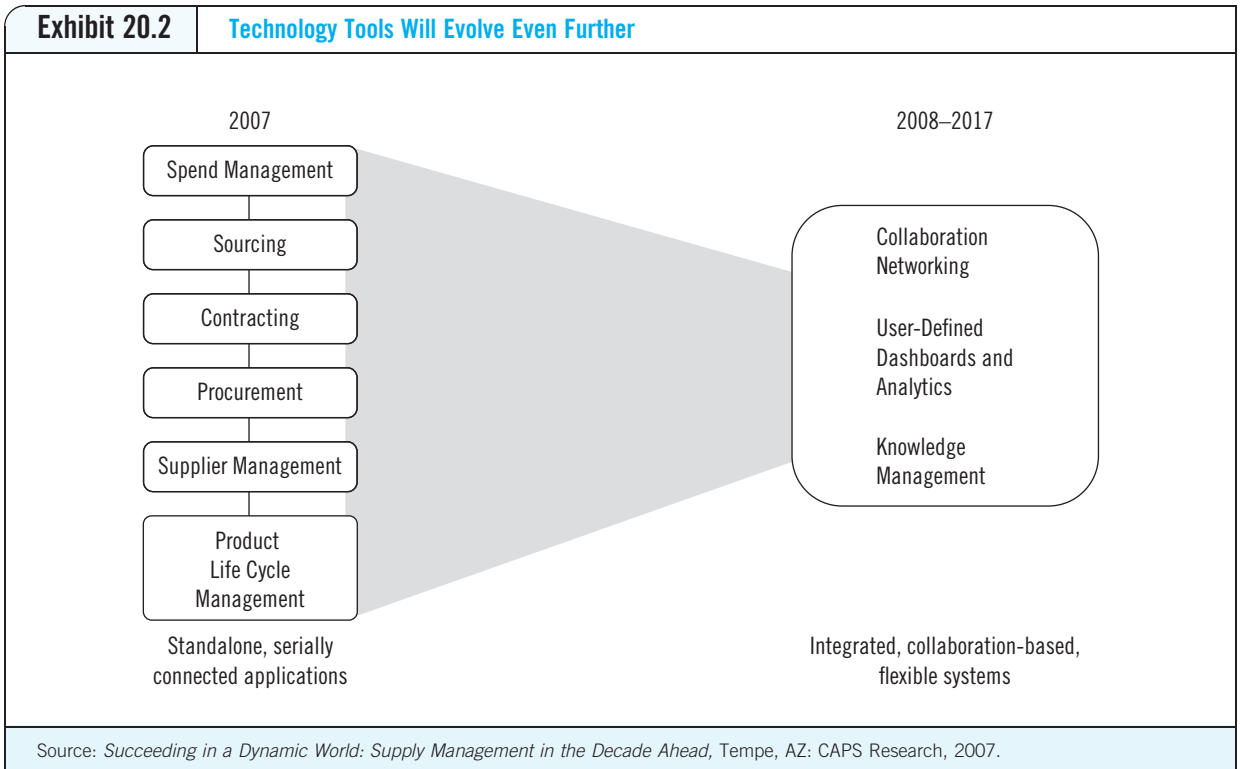 Exhibit 20.2
Technology Tools Will Evolve Even Further
2007
Spend Management
Sourcing
Contracting
Procurement
Supplier Management
Product
Life Cycle
Management
Standalone, serially
connected applications
2008–2017
Collaboration
Networking
User-Defined
Dashboards and
Analytics
Knowledge
Management
Integrated, collaboration-based,
flexible systems
Source: Succeeding in a Dynamic World: Supply Management in the Decade Ahead, Tempe, AZ: CAPS Research, 2007.